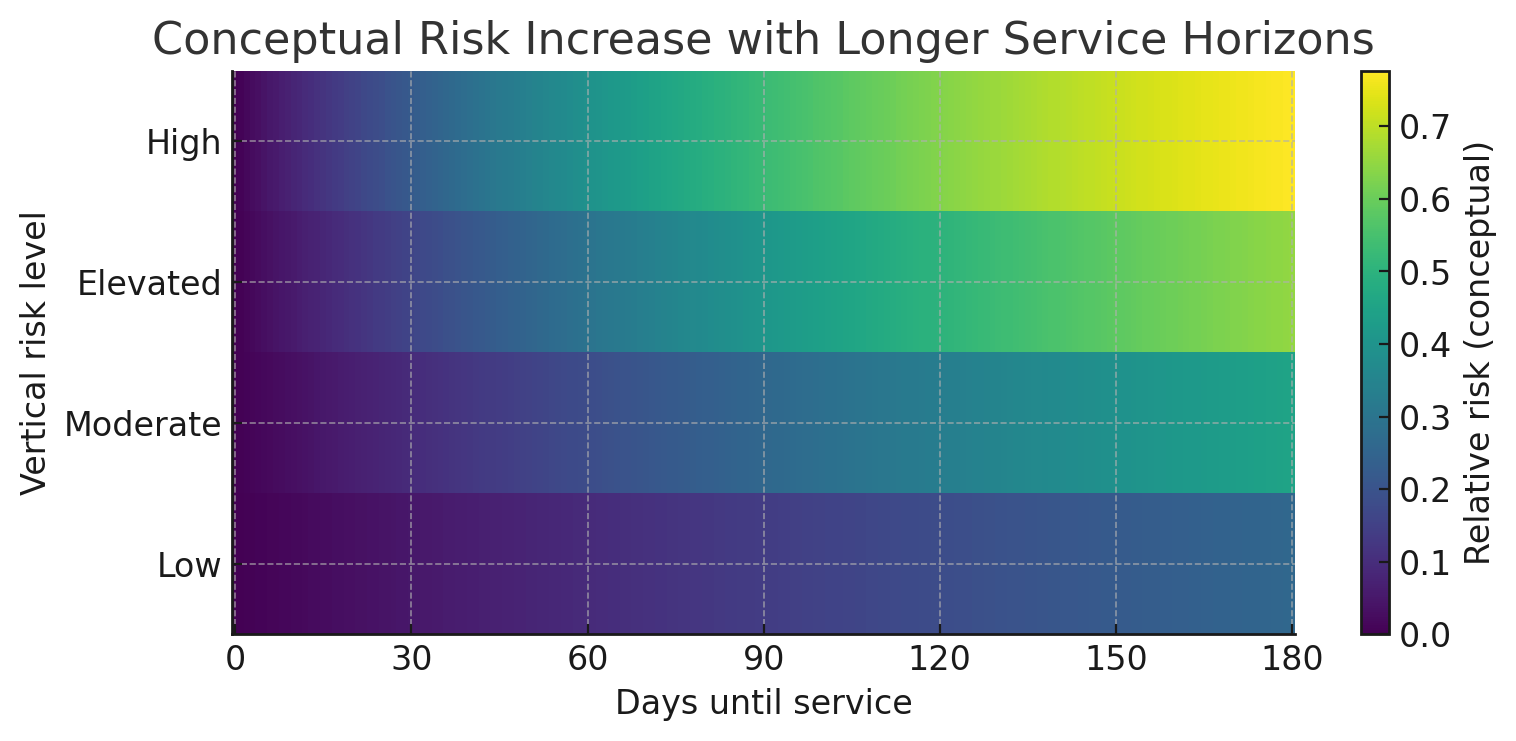 Conceptual Risk Increase with Longer Service Horizons
Vertical risk level
High
Elevated
Moderate
Low
0 30 60 90 120 150 180
Days until service
0.7
0.6
0.5
0.4
0.3
0.2
0.1
0.0
Relative risk (conceptual)